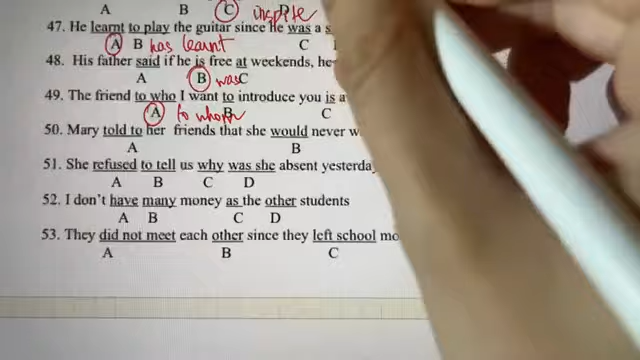 A B C D inspite
47. He learnt to play the guitar since he was a s
A B has learnt C
48. His father said if he is free at weekends, he
A B was C
49. The friend to who I want to introduce you is a
A to whom B C
50. Mary told to her friends that she would never w
A B
51. She refused to tell us why was she absent yesterda
A B C D
52. I don't have many money as the other students
A B C D
53. They did not meet each other since they left school mo
A B C